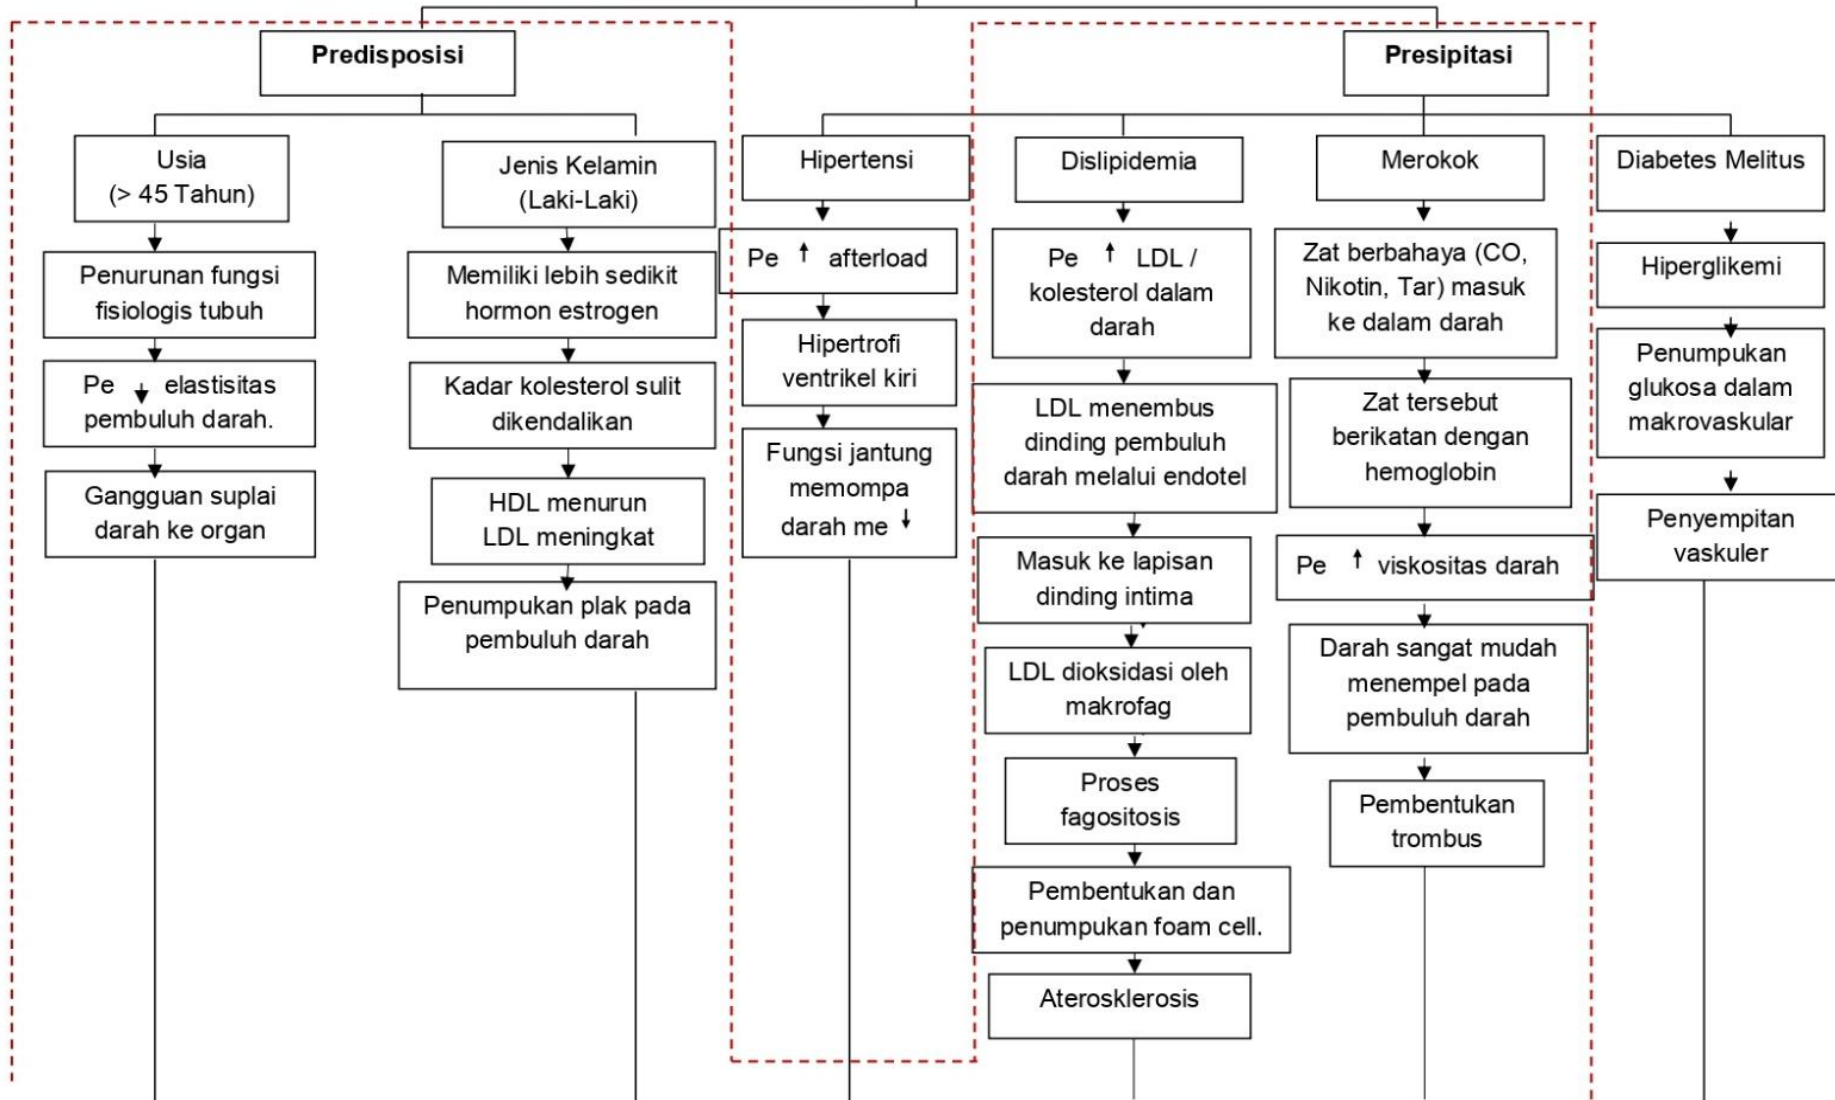 Predisposisi
Presipitasi
Usia
(> 45 Tahun)
Penurunan fungsi
fisiologis tubuh
Pe ↓ elastisitas
pembuluh darah.
Gangguan suplai
darah ke organ
Jenis Kelamin
(Laki-Laki)
Memiliki lebih sedikit
hormon estrogen
Kadar kolesterol sulit
dikendalikan
HDL menurun
LDL meningkat
Penumpukan plak pada
pembuluh darah
Hipertensi
Pe ↑ afterload
Hipertrofi
ventrikel kiri
Fungsi jantung
memompa
darah me ↓
Dislipidemia
Pe ↑ LDL /
kolesterol dalam
darah
LDL menembus
dinding pembuluh
darah melalui endotel
Masuk ke lapisan
dinding intima
LDL dioksidasi oleh
makrofag
Proses
fagositosis
Pembentukan dan
penumpukan foam cell.
Aterosklerosis
Merokok
Zat berbahaya (CO,
Nikotin, Tar) masuk
ke dalam darah
Zat tersebut
berikatan dengan
hemoglobin
Pe ↑ viskositas darah
Darah sangat mudah
menempel pada
pembuluh darah
Pembentukan
trombus
Diabetes Melitus
Hiperglikemi
Penumpukan
glukosa dalam
makrovaskular
Penyempitan
vaskuler